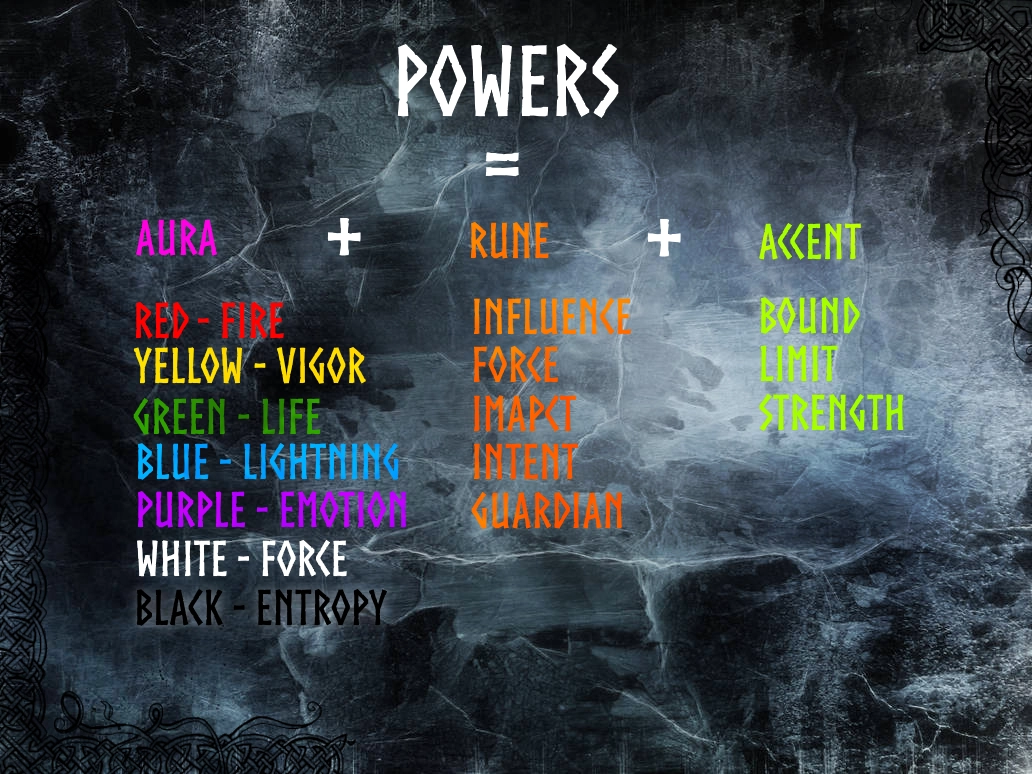 POWERS
=
AURA + RUNE + ACCENT
RED - FIRE
YELLOW - VIGOR
GREEN - LIFE
BLUE - LIGHTNING
PURPLE - EMOTION
WHITE - FORCE
BLACK - ENTROPY
INFLUENCE
FORCE
IMAPCT
INTENT
GUARDIAN
BOUND
LIMIT
STRENGTH